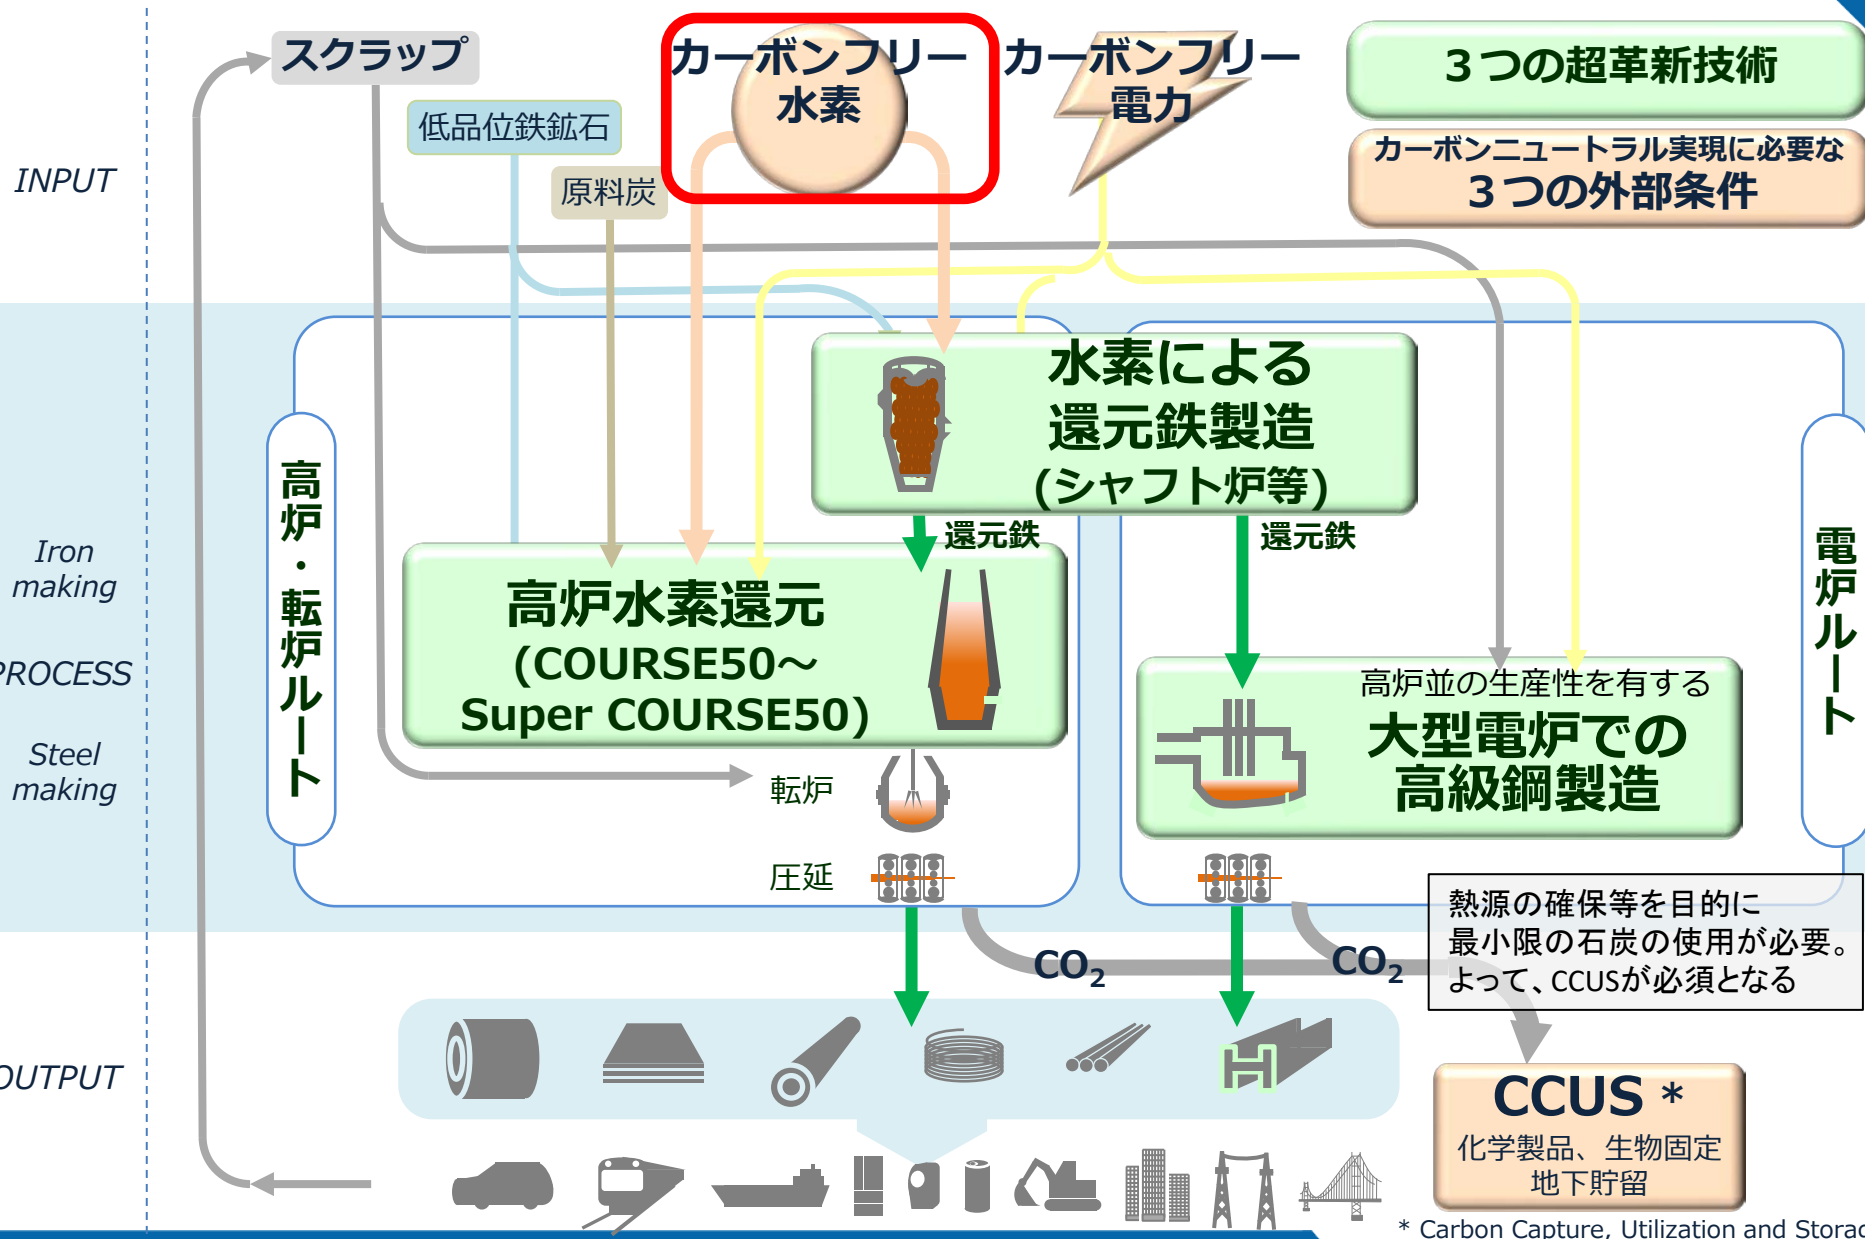 スクラップ
カーボンフリー
水素
カーボンフリー
電力
3つの超革新技術
カーボンニュートラル実現に必要な
3つの外部条件
低品位鉄鉱石
原料炭
INPUT
水素による
還元鉄製造
(シャフト炉等)
還元鉄
還元鉄
高炉・転炉ルート
電炉ルート
Iron
making
高炉水素還元
(COURSE50～
Super COURSE50)
PROCESS
高炉並の生産性を有する
大型電炉での
高級鋼製造
Steel
making
転炉
圧延
熱源の確保等を目的に
最小限の石炭の使用が必要。
よって、CCUSが必須となる
CO2
CO2
OUTPUT
CCUS *
化学製品、生物固定
地下貯留
* Carbon Capture, Utilization and Storag